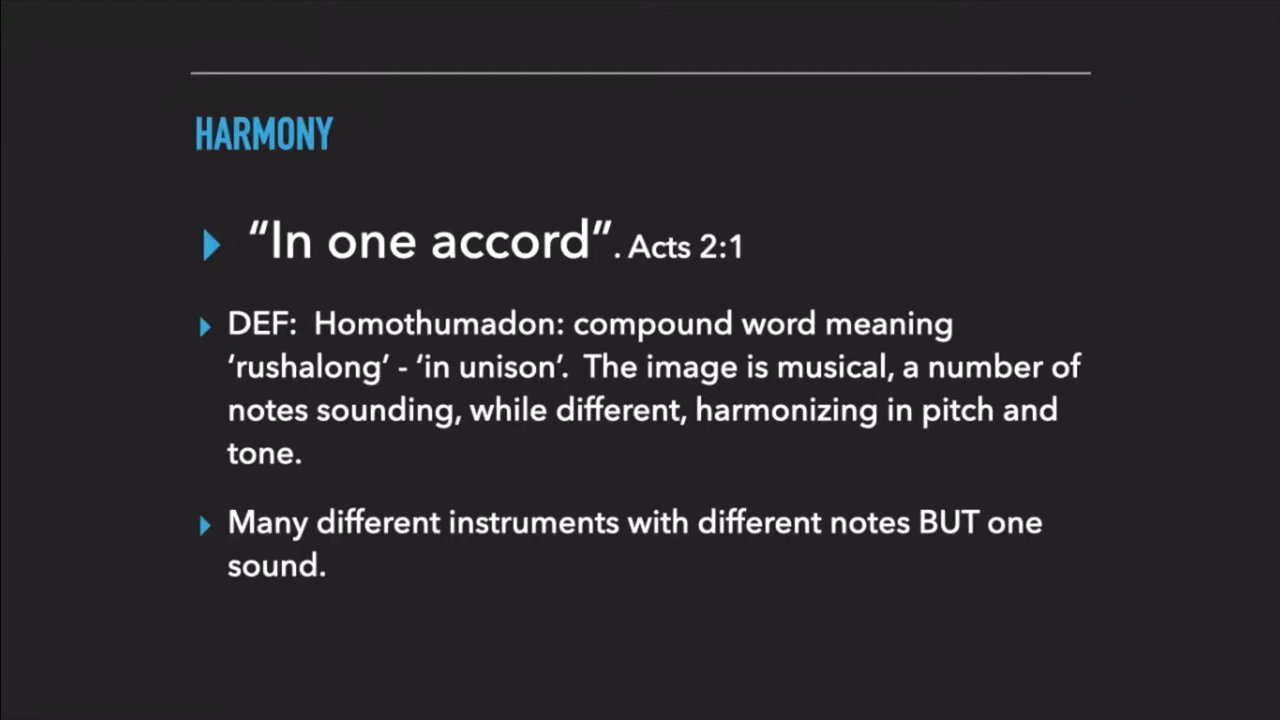 HARMONY
“In one accord”. Acts 2:1
DEF: Homothumadon: compound word meaning
‘rushalong’ - ‘in unison’. The image is musical, a number of
notes sounding, while different, harmonizing in pitch and
tone.
Many different instruments with different notes BUT one
sound.